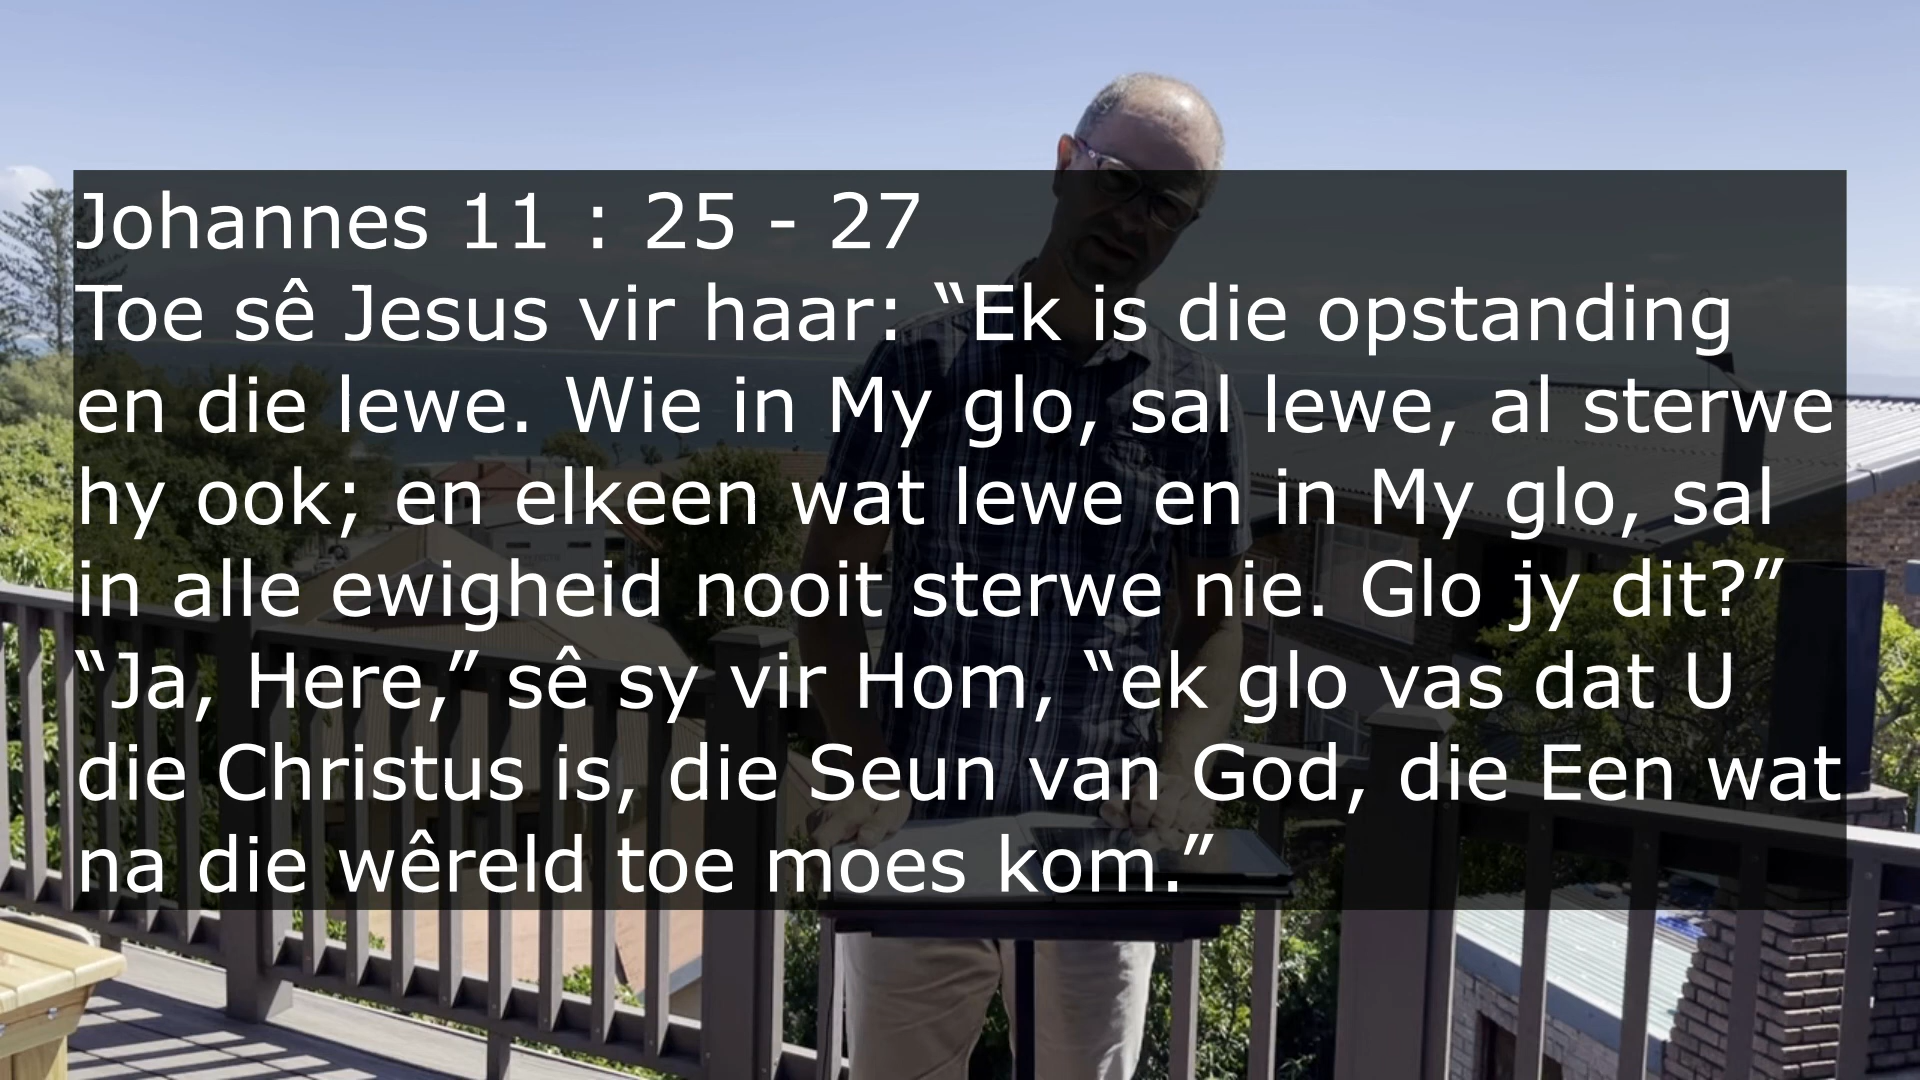 Johannes 11 : 25 - 27
Toe sê Jesus vir haar: “Ek is die opstanding
en die lewe. Wie in My glo, sal lewe, al sterwe
hy ook; en elkeen wat lewe en in My glo, sal
in alle ewigheid nooit sterwe nie. Glo jy dit?”
“Ja, Here,” sê sy vir Hom, “ek glo vas dat U
die Christus is, die Seun van God, die Een wat
na die wêreld toe moes kom.”